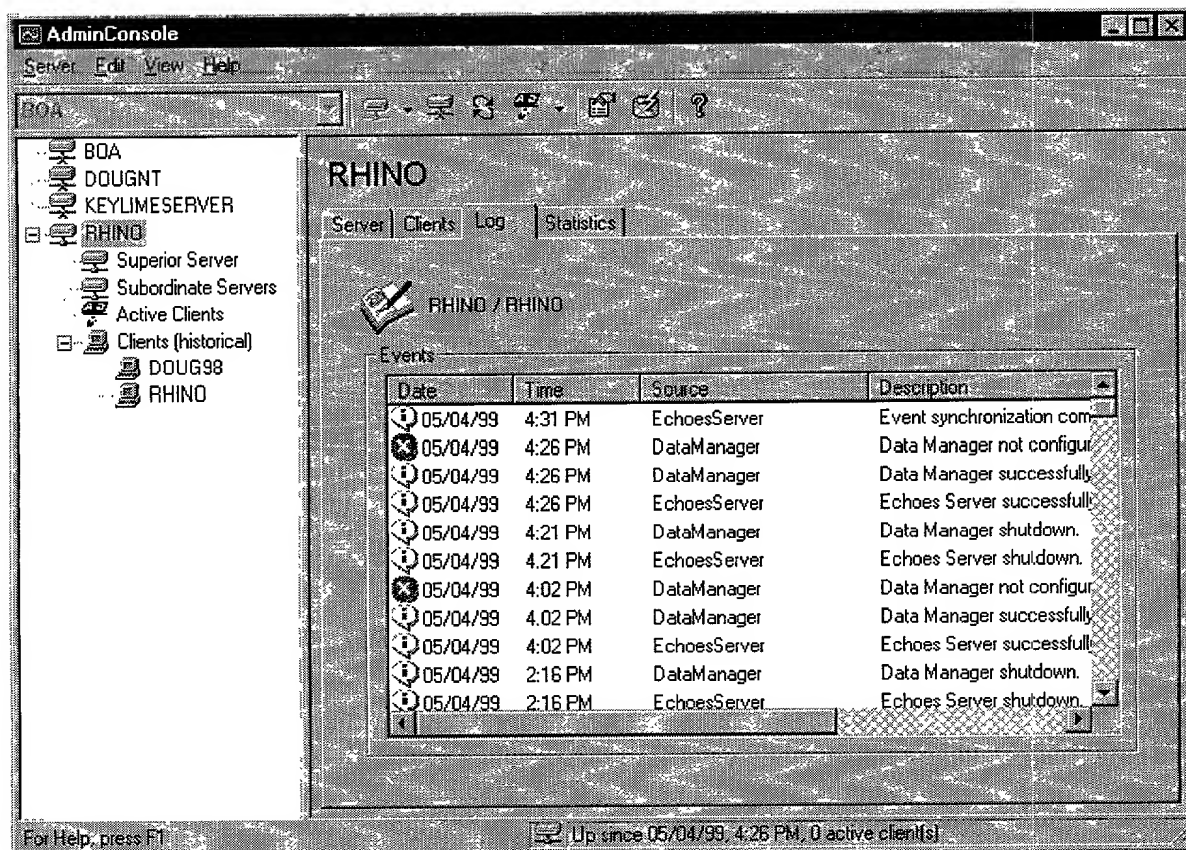 AdminConsole
Server Edit View Help
BOA
BOA
DOUGNT
KEYLIMESERVER
RHINO
Superior Server
Subordinate Servers
Active Clients
Clients (historical)
DOUG98
RHINO
RHINO
Server Clients Log Statistics
RHINO / RHINO
Events
Date Time Source Description
05/04/99 4:31 PM EchoesServer Event synchronization com
05/04/99 4:26 PM DataManager Data Manager not configur
05/04/99 4:26 PM DataManager Data Manager successfully
05/04/99 4:26 PM EchoesServer Echoes Server successfull
05/04/99 4:21 PM DataManager Data Manager shutdown.
05/04/99 4.21 PM EchoesServer Echoes Server shutdown.
05/04/99 4:02 PM DataManager Data Manager not configur
05/04/99 4.02 PM DataManager Data Manager successfully
05/04/99 4:02 PM EchoesServer Echoes Server successfull
05/04/99 2:16 PM DataManager Data Manager shutdown.
05/04/99 2:16 PM EchoesServer Echoes Server shutdown.
For Help, press F1 Up since 05/04/99, 4:26 PM, 0 active client(s)